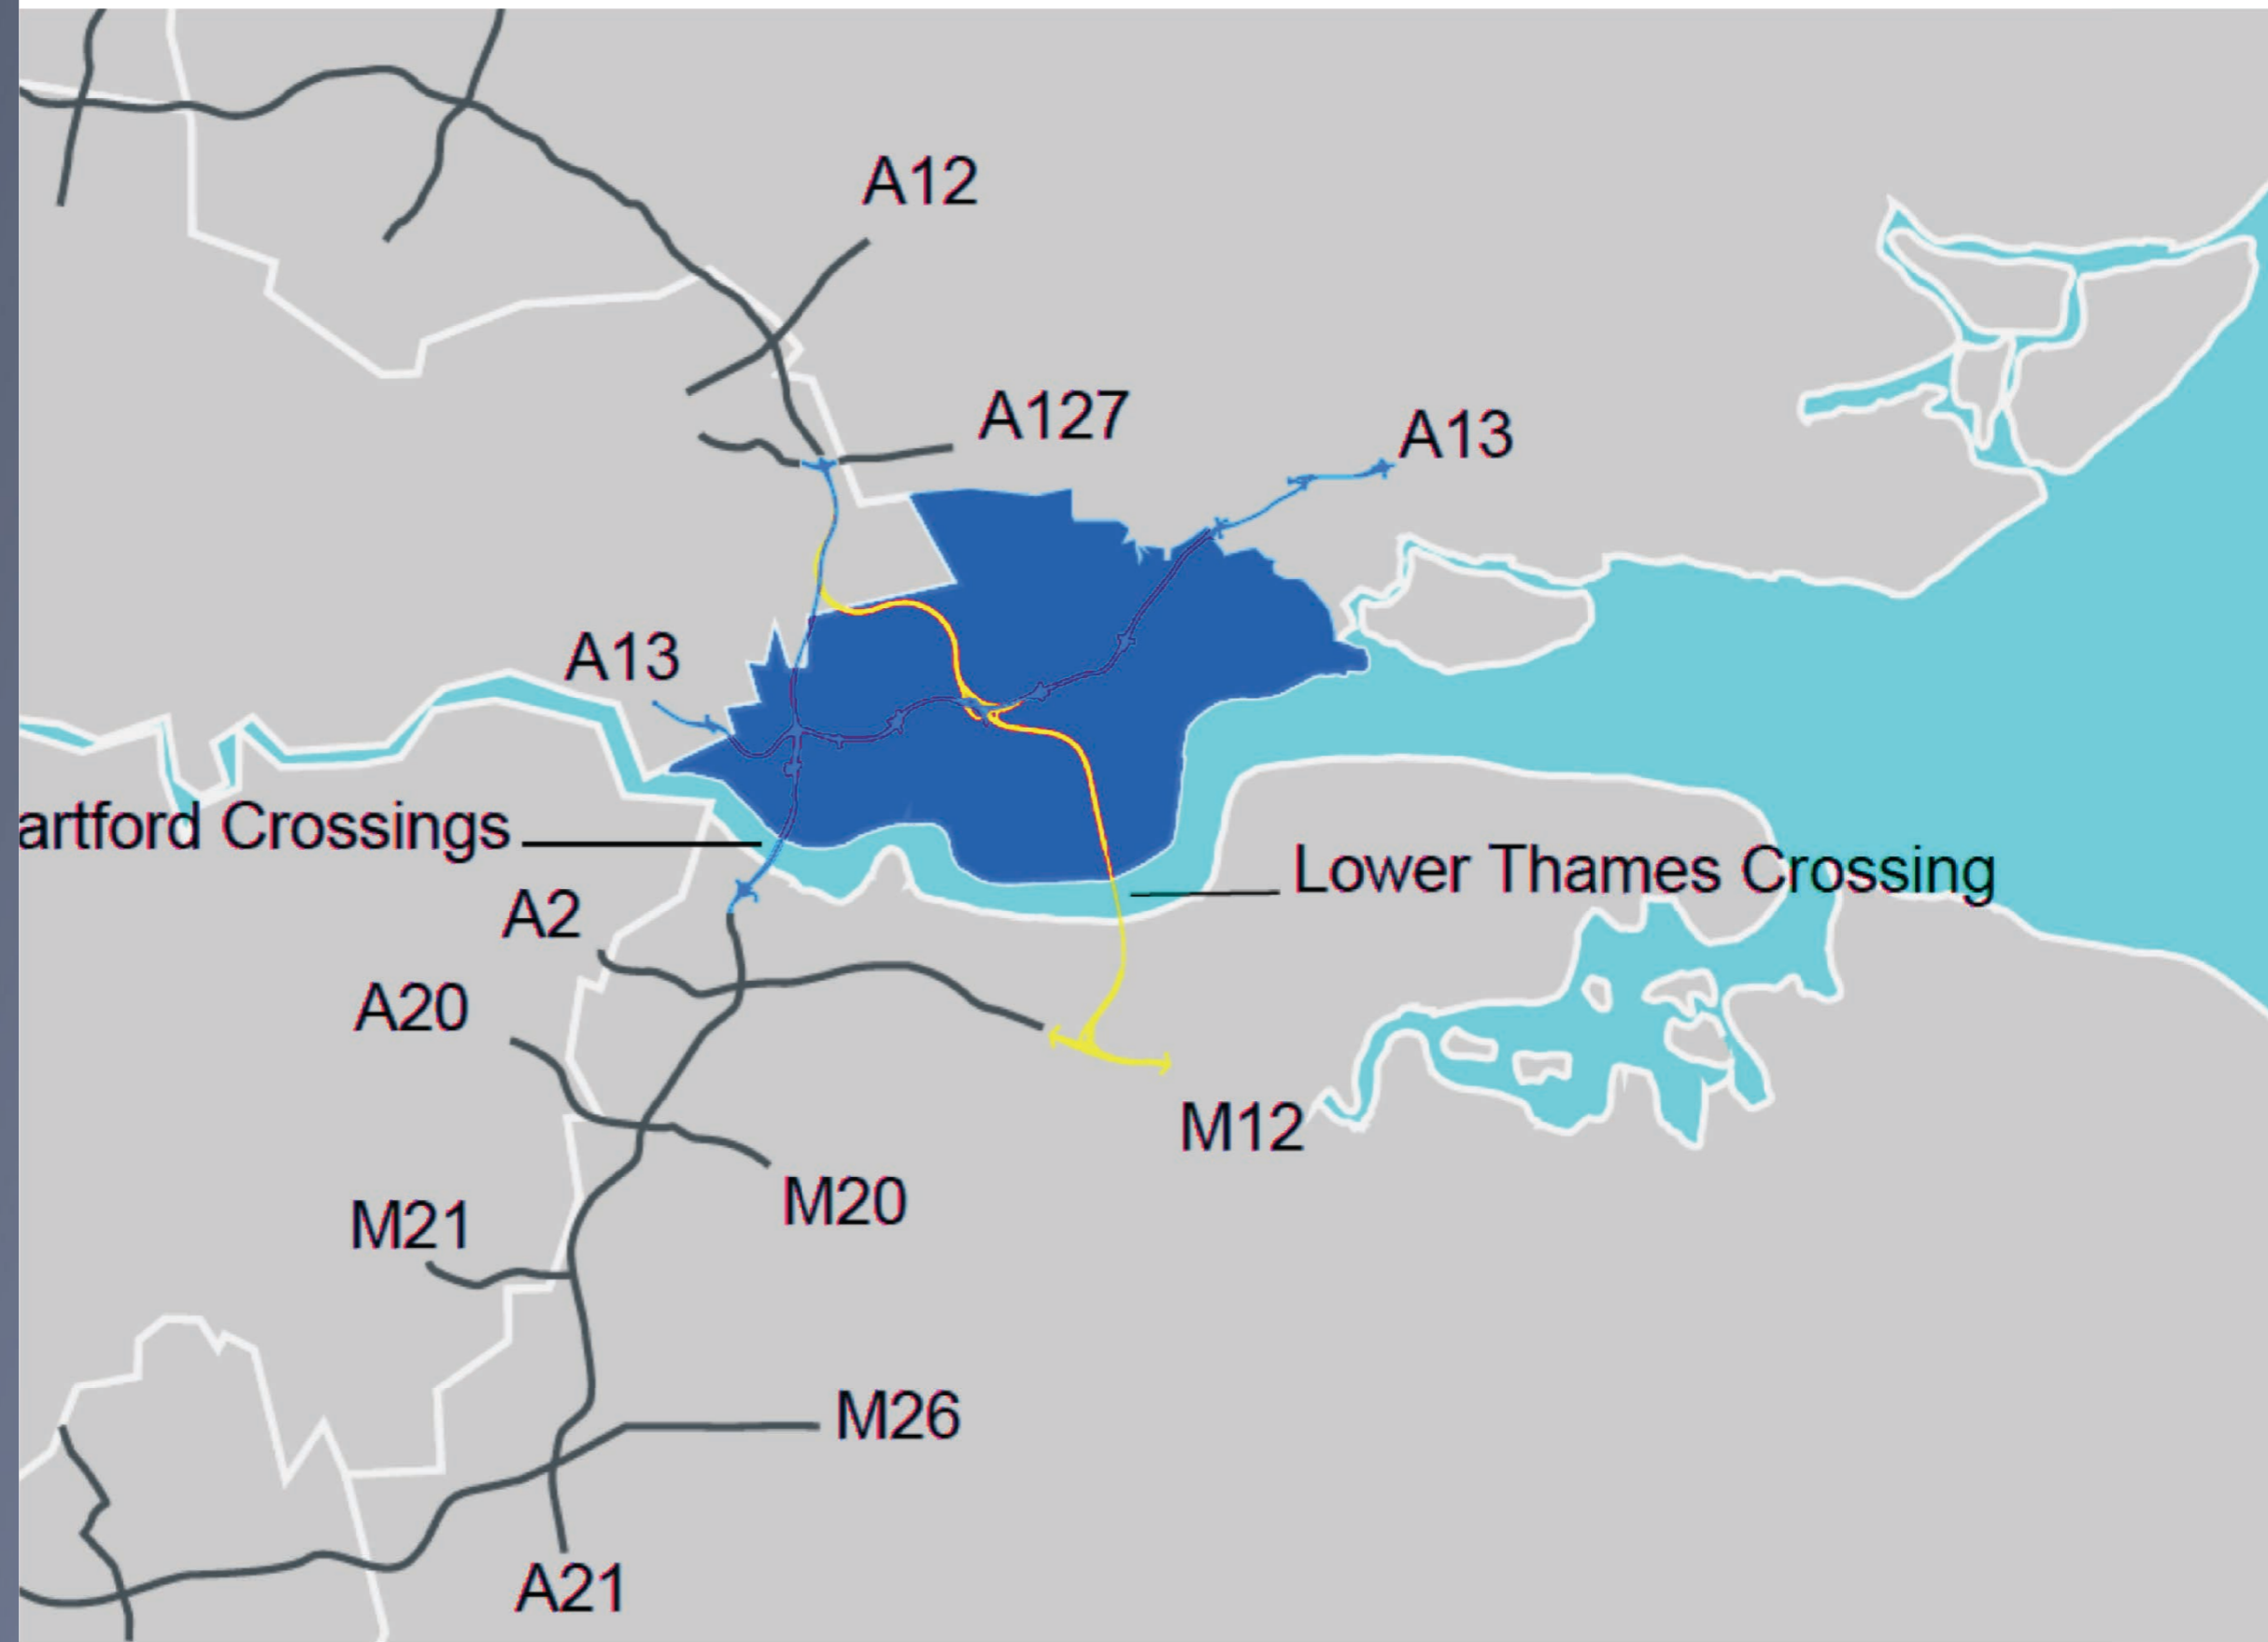 A12
A127
A13
A13
artford Crossings
Lower Thames Crossing
A2
A20
M12
M20
M21
M26
A21